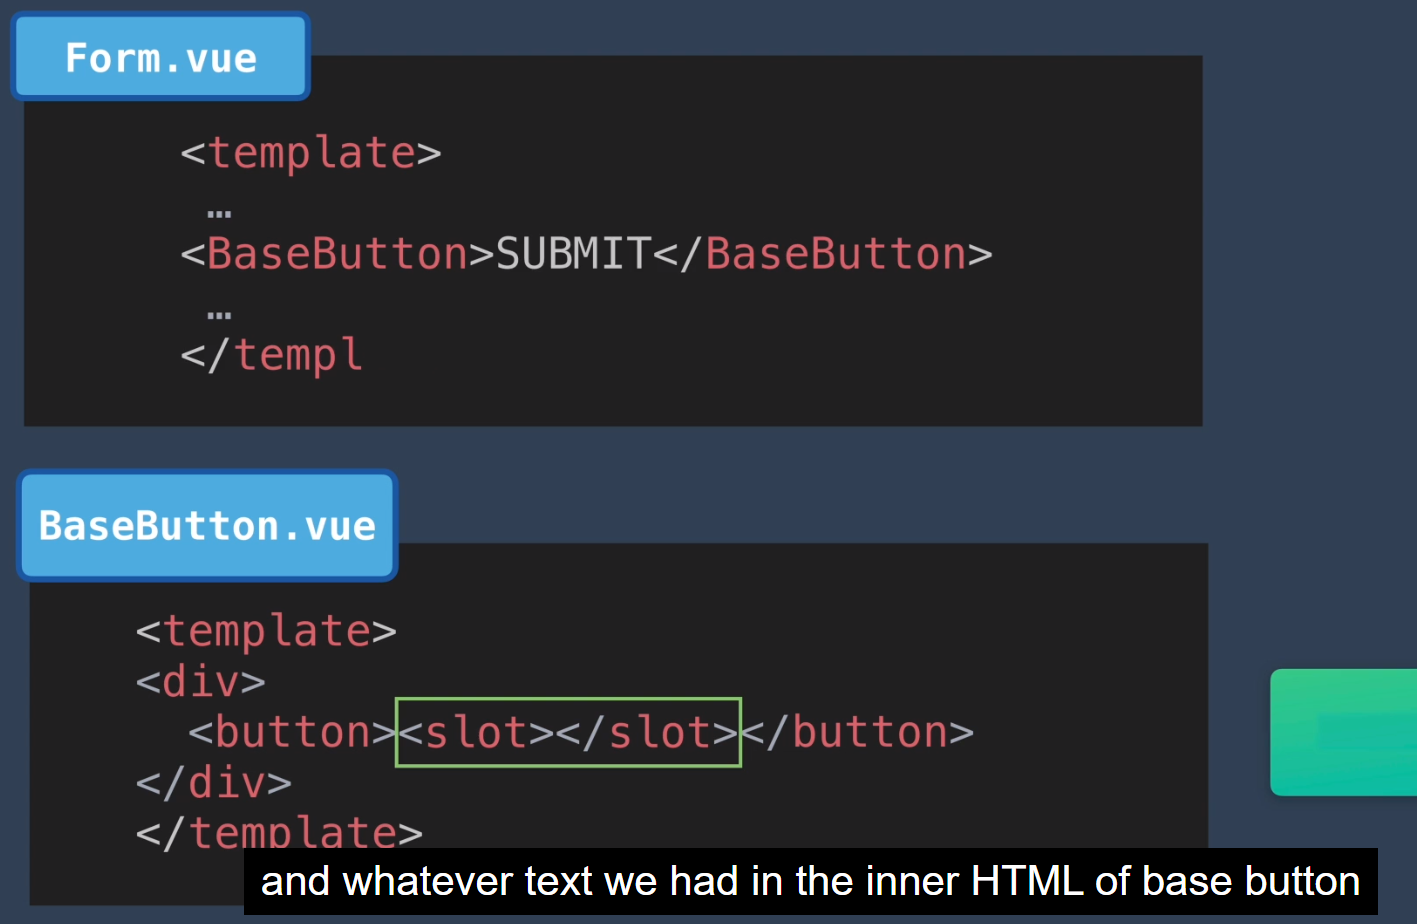 Form.vue
<template>
…
<BaseButton>SUBMIT</BaseButton>
…
</templ
BaseButton.vue
<template>
<div>
<button><slot></slot></button>
</div>
</template>
and whatever text we had in the inner HTML of base button